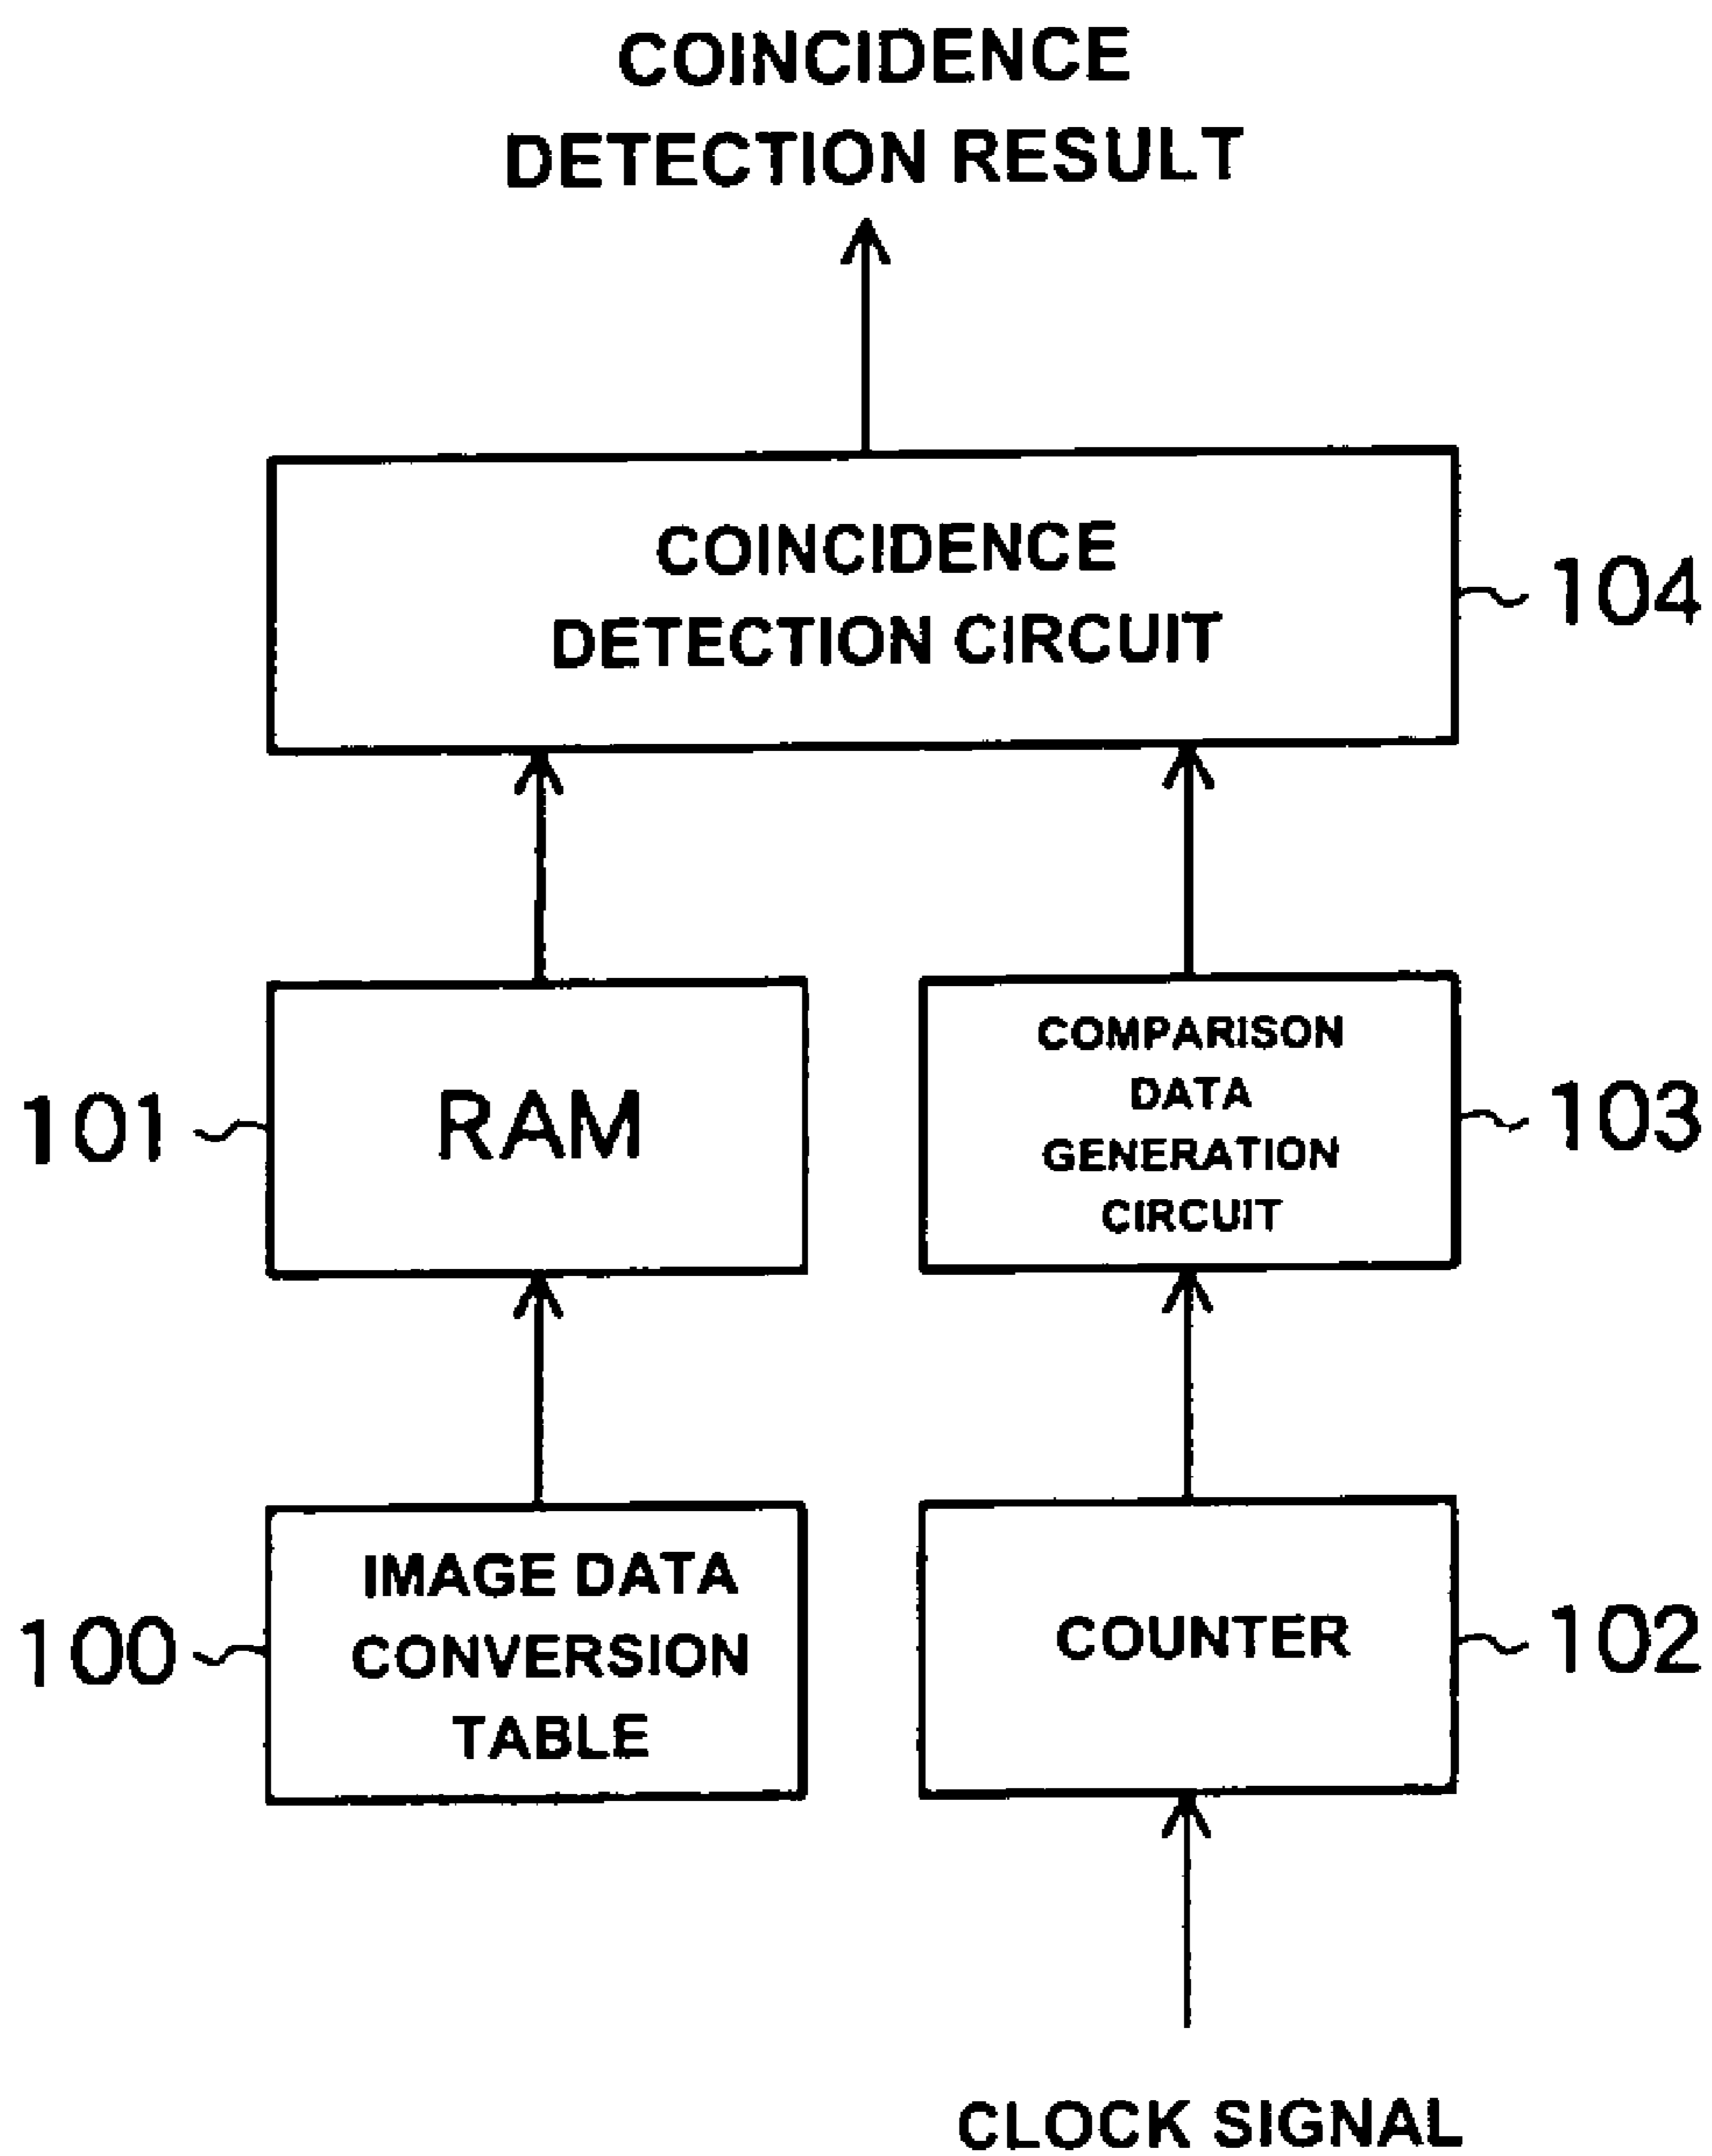 COINCIDENCE
DETECTION RESULT
COINCIDENCE
DETECTION CIRCUIT
104
101
RAM
COMPARISON
DATA
GENERATION
CIRCUIT
103
100
IMAGE DATA
CONVERSION
TABLE
COUNTER
102
CLOCK SIGNAL